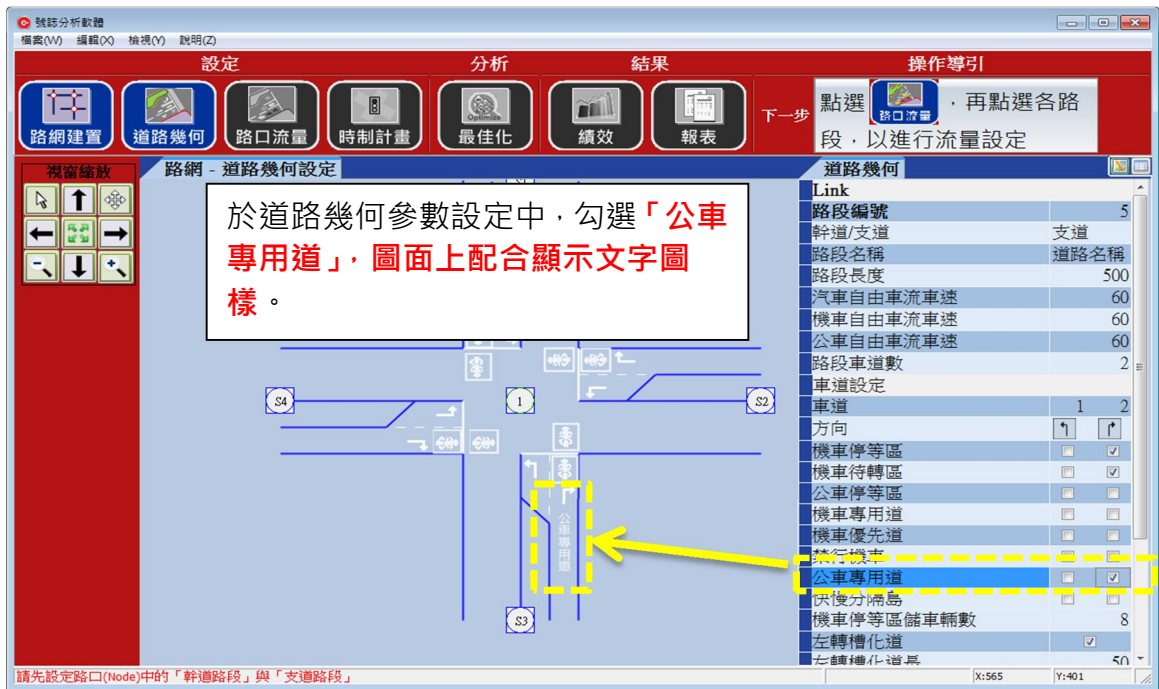 號誌分析軟體
檔案(W) 編輯(X) 檢視(Y) 說明(Z)
設定 分析 結果 操作導引
路網建置 道路幾何 路口流量 時制計畫 Optimize 最佳化 績效 報表 下一步
點選 路口流量 ，再點選各路
段，以進行流量設定
視窗縮放
路網 - 道路幾何設定
於道路幾何參數設定中，勾選「公車
專用道」，圖面上配合顯示文字圖
樣。
S4
1
S2
公車專用道
S3
道路幾何
Link
路段編號 5
幹道/支道 支道
路段名稱 道路名稱
路段長度 500
汽車自由車流車速 60
機車自由車流車速 60
公車自由車流車速 60
路段車道數 2
車道設定
車道 1 2
方向
機車停等區
機車待轉區
公車停等區
機車專用道
機車優先道
禁行機車
公車專用道
快慢分隔島
機車停等區儲車輛數 8
左轉槽化道
左轉槽化道長 50
請先設定路口(Node)中的「幹道路段」與「支道路段」
X:565 Y:401